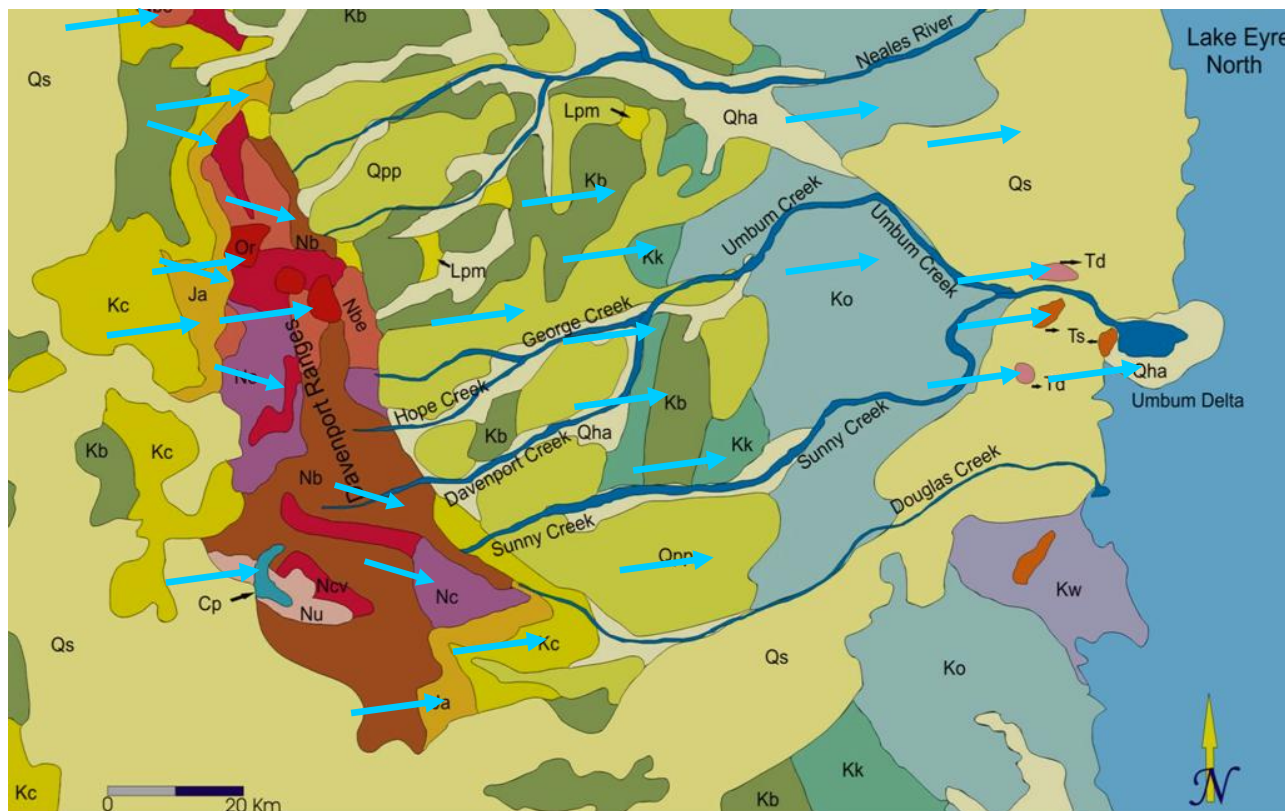 Nbe
Kb
Neales River
Lake Eyre
North
Qs
Lpm
Qha
Kb
Qpp
Qs
Umbum Creek
Umbum Creek
Nb
Or
Kk
Lpm
Td
Kc
Ja
Nbe
Ko
George Creek
Ts
Nc
Davenport Ranges
Qha
Td
Umbum Delta
Hope Creek
Kb
Kb
Qha
Kb
Kc
Kk
Sunny Creek
Nb
Davenport Creek
Douglas Creek
Sunny Creek
Qpp
Ncv
Cp
Nu
Nc
Kw
Qs
Kc
Qs
Ko
Ja
Kk
Kc
Kb
0
20 Km
N